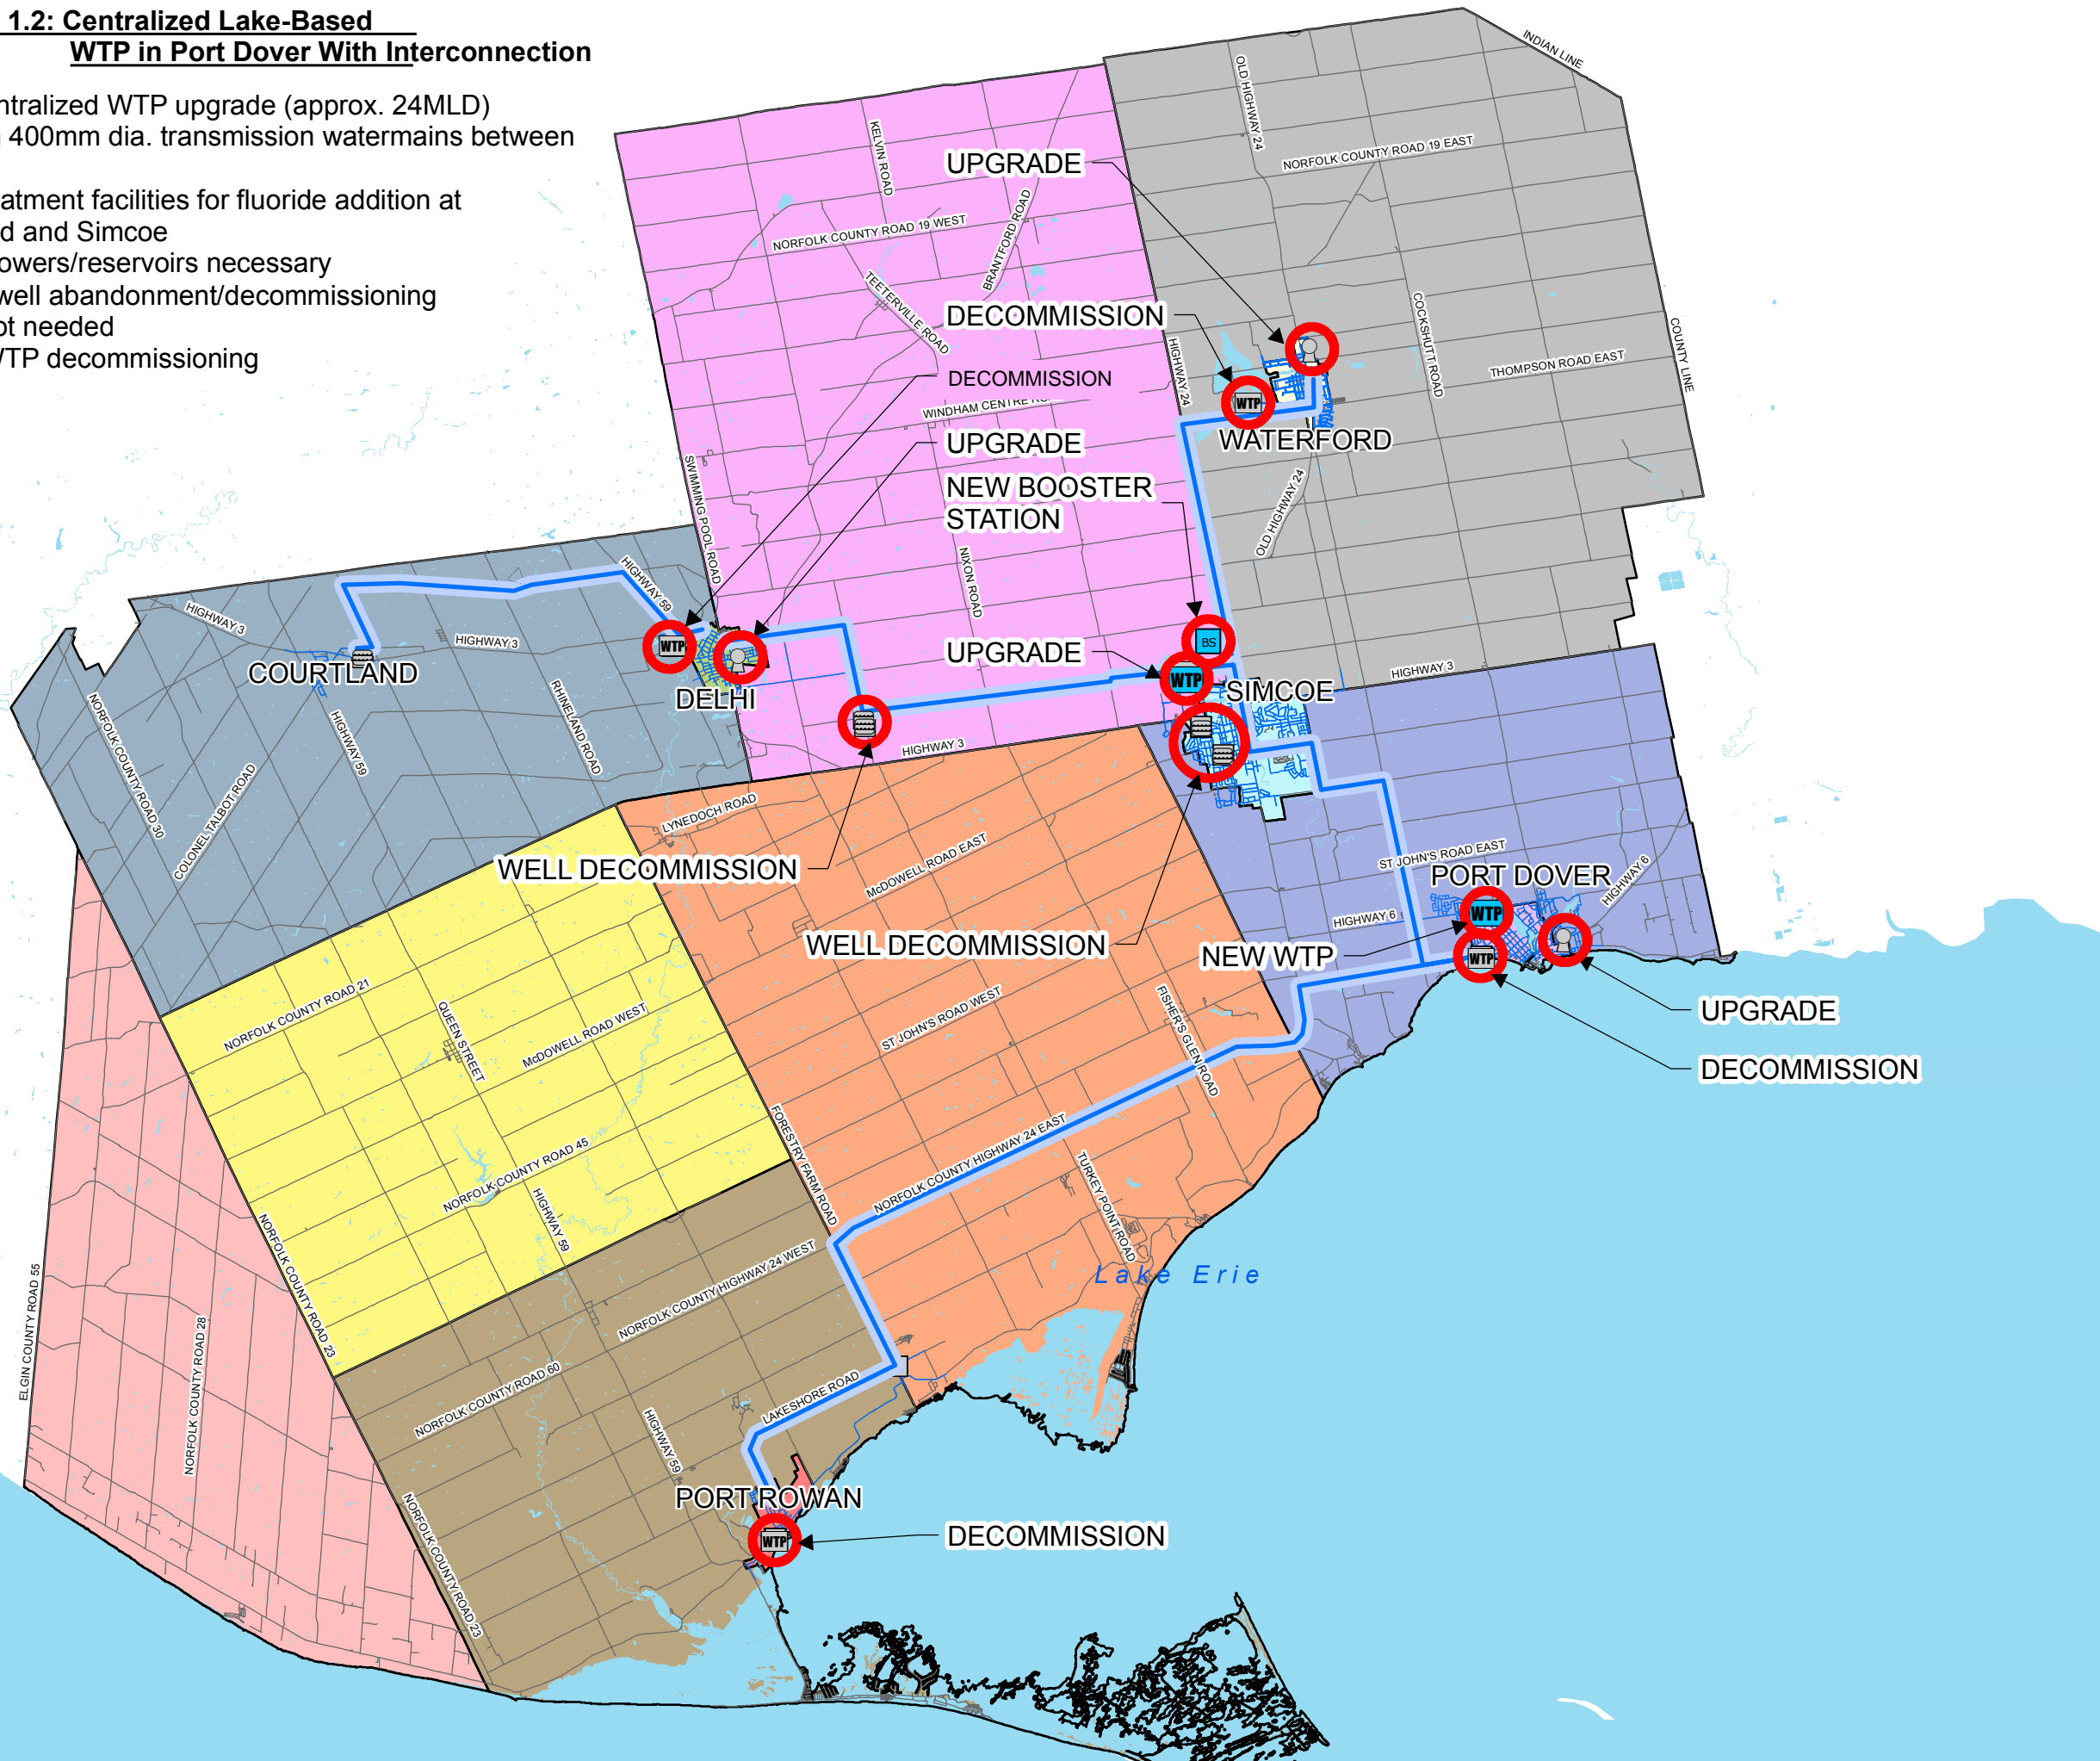 1.2: Centralized Lake-Based
WTP in Port Dover With Interconnection
ntralized WTP upgrade (approx. 24MLD)
400mm dia. transmission watermains between
atment facilities for fluoride addition at
d and Simcoe
owers/reservoirs necessary
well abandonment/decommissioning
ot needed
WTP decommissioning
INDIAN LINE
OLD HIGHWAY 24
KELVIN ROAD
NORFOLK COUNTY ROAD 19 EAST
UPGRADE
BRANTFORD ROAD
NORFOLK COUNTY ROAD 19 WEST
TEETERVILLE ROAD
DECOMMISSION
COCKSHUTT ROAD
COUNTY LINE
HIGHWAY 24
THOMPSON ROAD EAST
DECOMMISSION
WINDHAM CENTRE
WTP
WATERFORD
UPGRADE
SWIMMING POOL ROAD
NEW BOOSTER
STATION
OLD HIGHWAY 24
NIXON ROAD
HIGHWAY 59
HIGHWAY 3
HIGHWAY 3
WTP
BS
UPGRADE
WTP
HIGHWAY 3
COURTLAND
DELHI
SIMCOE
RHINELAND ROAD
HIGHWAY 59
NORFOLK COUNTY ROAD 30
COLONEL TALBOT ROAD
HIGHWAY 3
LYNEDOCH ROAD
WELL DECOMMISSION
McDOWELL ROAD EAST
ST JOHN'S ROAD EAST
PORT DOVER
HIGHWAY 6
HIGHWAY 6
WTP
WELL DECOMMISSION
NEW WTP
WTP
UPGRADE
DECOMMISSION
NORFOLK COUNTY ROAD 21
QUEEN STREET
McDOWELL ROAD WEST
ST JOHN'S ROAD WEST
FISHER'S GLEN ROAD
FORESTRY FARM ROAD
NORFOLK COUNTY HIGHWAY 24 EAST
TURKEY POINT ROAD
NORFOLK COUNTY ROAD 45
HIGHWAY 59
NORFOLK COUNTY ROAD 23
Lake Erie
NORFOLK COUNTY HIGHWAY 24 WEST
ELGIN COUNTY ROAD 55
NORFOLK COUNTY ROAD 28
NORFOLK COUNTY ROAD 60
LAKESHORE ROAD
HIGHWAY 59
PORT ROWAN
WTP
DECOMMISSION
NORFOLK COUNTY ROAD 23